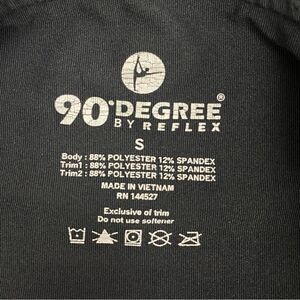 90°DEGREE®
BY REFLEX
S
Body : 88% POLYESTER 12% SPANDEX
Trim1 : 88% POLYESTER 12% SPANDEX
Trim2 : 88% POLYESTER 12% SPANDEX
MADE IN VIETNAM
RN 144527
Exclusive of trim
Do not use softener